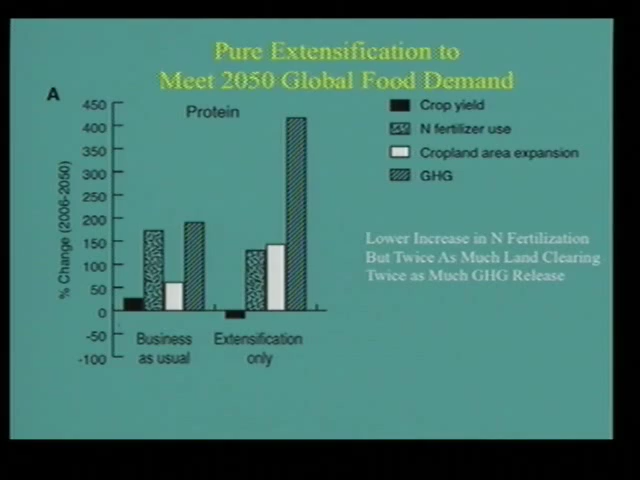 Pure Extensification to
Meet 2050 Global Food Demand
A
Protein
450
400
350
300
250
200
150
100
50
0
-50
-100
% Change (2006-2050)
Business
as usual
Extensification
only
Crop yield
N fertilizer use
Cropland area expansion
GHG
Lower Increase in N Fertilization
But Twice As Much Land Clearing
Twice as Much GHG Release